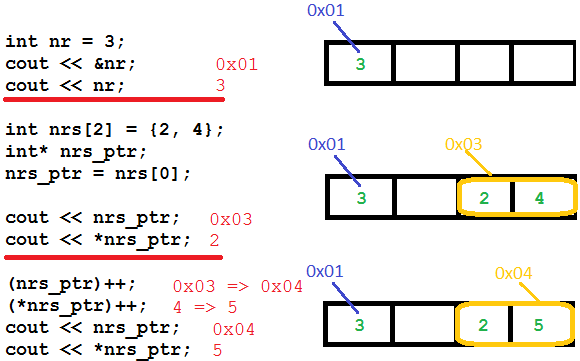 0x01
int nr = 3;
cout << &nr; 0x01
cout << nr; 3
3
int nrs[2] = {2, 4};
int* nrs_ptr;
nrs_ptr = nrs[0];
0x01 0x03
3 2 4
cout << nrs_ptr; 0x03
cout << *nrs_ptr; 2
0x01 0x04
(nrs_ptr)++; 0x03 => 0x04
(*nrs_ptr)++; 4 => 5
cout << nrs_ptr; 0x04
cout << *nrs_ptr; 5
3 2 5